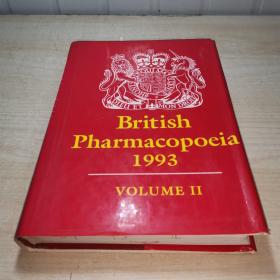 British
Pharmacopoeia
1993
VOLUME II